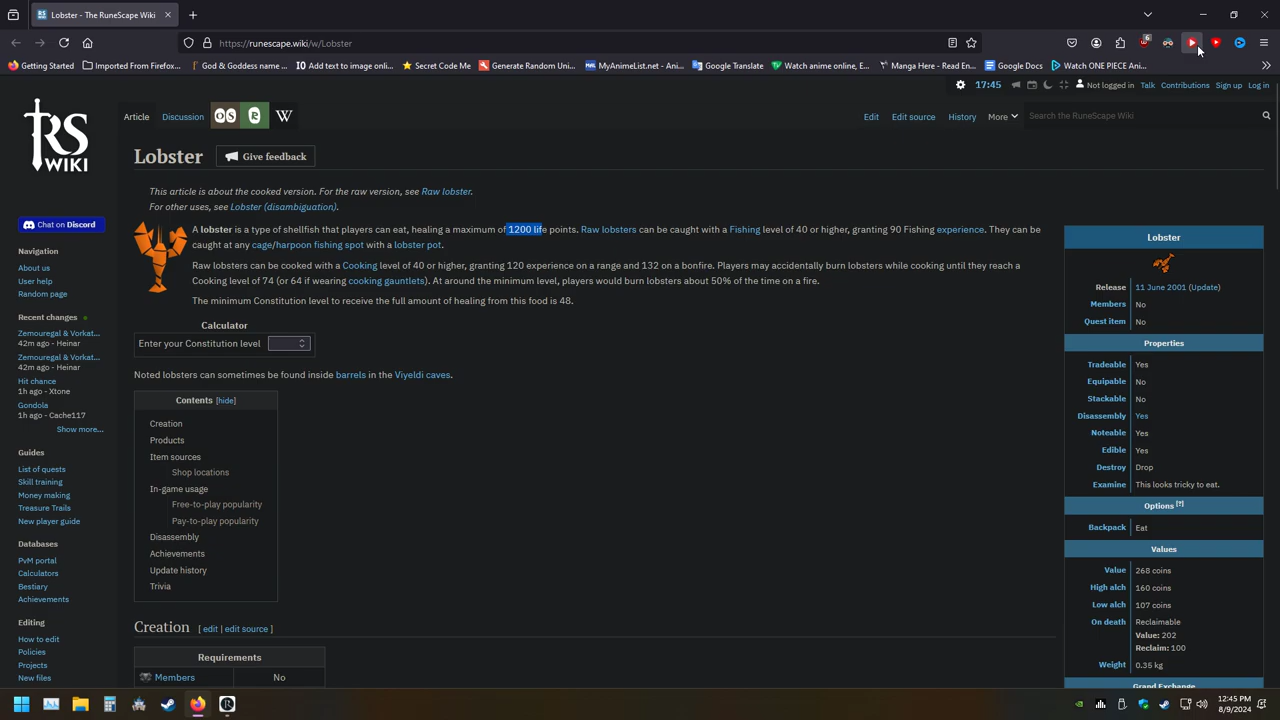 Lobster - The RuneScape Wiki
https://runescape.wiki/w/Lobster
6
Getting Started
Imported From Firefox...
God & Goddess name ...
Add text to image onl...
Secret Code Me
Generate Random Uni...
MyAnimeList.net - Ani...
Google Translate
Watch anime online, E...
Manga Here - Read En...
Google Docs
Watch ONE PIECE Ani...
17:45
Not logged in Talk Contributions Sign up Log in
RS
WIKI
Article Discussion OS R W
Edit Edit source History More
Search the RuneScape Wiki
Lobster
Give feedback
This article is about the cooked version. For the raw version, see Raw lobster.
For other uses, see Lobster (disambiguation).
A lobster is a type of shellfish that players can eat, healing a maximum of 1200 life points. Raw lobsters can be caught with a Fishing level of 40 or higher, granting 90 Fishing experience. They can be
caught at any cage/harpoon fishing spot with a lobster pot.
Raw lobsters can be cooked with a Cooking level of 40 or higher, granting 120 experience on a range and 132 on a bonfire. Players may accidentally burn lobsters while cooking until they reach a
Cooking level of 74 (or 64 if wearing cooking gauntlets). At around the minimum level, players would burn lobsters about 50% of the time on a fire.
The minimum Constitution level to receive the full amount of healing from this food is 48.
Calculator
Enter your Constitution level
Noted lobsters can sometimes be found inside barrels in the Viyeldi caves.
Contents [hide]
Creation
Products
Item sources
Shop locations
In-game usage
Free-to-play popularity
Pay-to-play popularity
Disassembly
Achievements
Update history
Trivia
Creation [ edit | edit source ]
Requirements
Members No
Chat on Discord
Navigation
About us
User help
Random page
Recent changes
Zemouregal & Vorkat...
42m ago - Heinar
Zemouregal & Vorkat...
42m ago - Heinar
Hit chance
1h ago - Xtone
Gondola
1h ago - Cache117
Show more...
Guides
List of quests
Skill training
Money making
Treasure Trails
New player guide
Databases
PvM portal
Calculators
Bestiary
Achievements
Editing
How to edit
Policies
Projects
New files
Lobster
Release 11 June 2001 (Update)
Members No
Quest item No
Properties
Tradeable Yes
Equipable No
Stackable No
Disassembly Yes
Noteable Yes
Edible Yes
Destroy Drop
Examine This looks tricky to eat.
Options [?]
Backpack Eat
Values
Value 268 coins
High alch 160 coins
Low alch 107 coins
On death Reclaimable
Value: 202
Reclaim: 100
Weight 0.35 kg
Grand Exchange
12:45 PM
8/9/2024